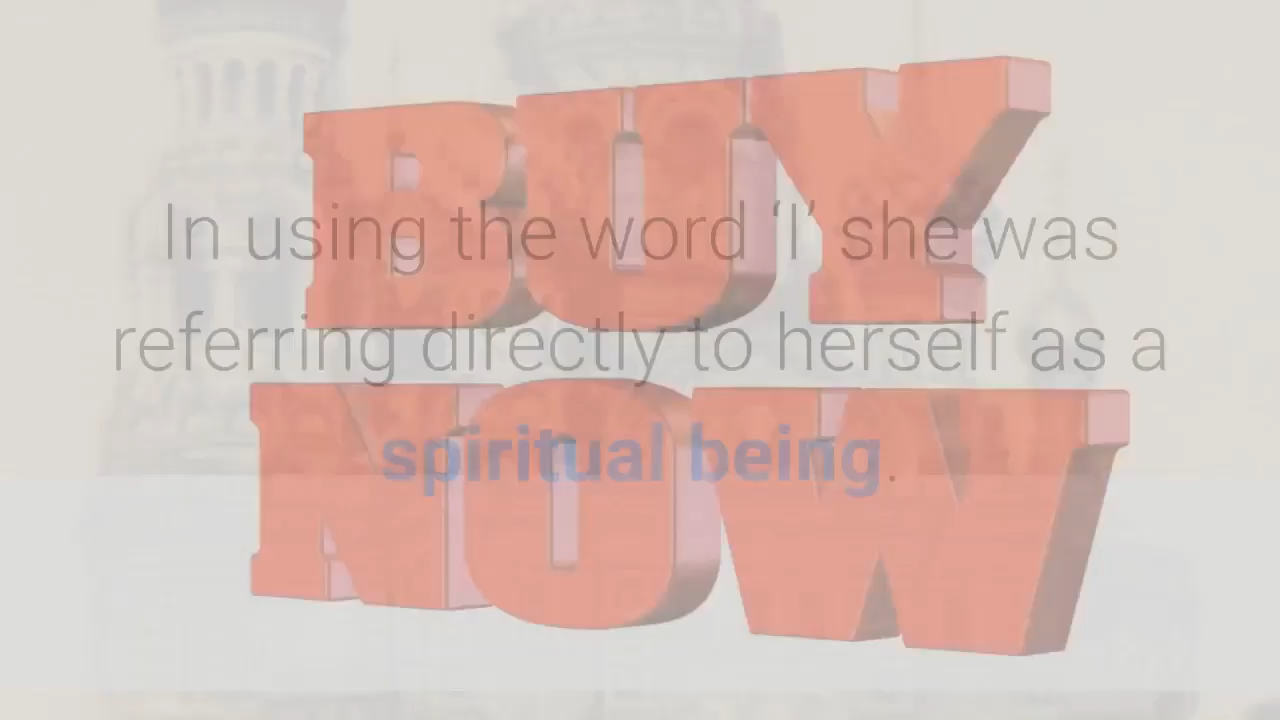 BUY
In using the word ‘I’ she was
referring directly to herself as a
NOW
spiritual being.